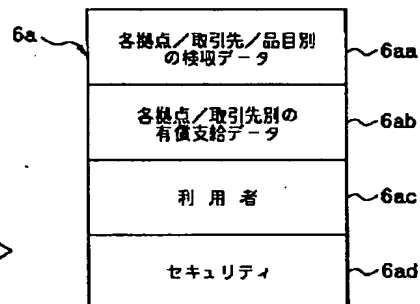 6a
各拠点/取引先/品目別
の検収データ
6aa
各拠点/取引先別の
有償支給データ
6ab
利用者
6ac
セキュリティ
6ad